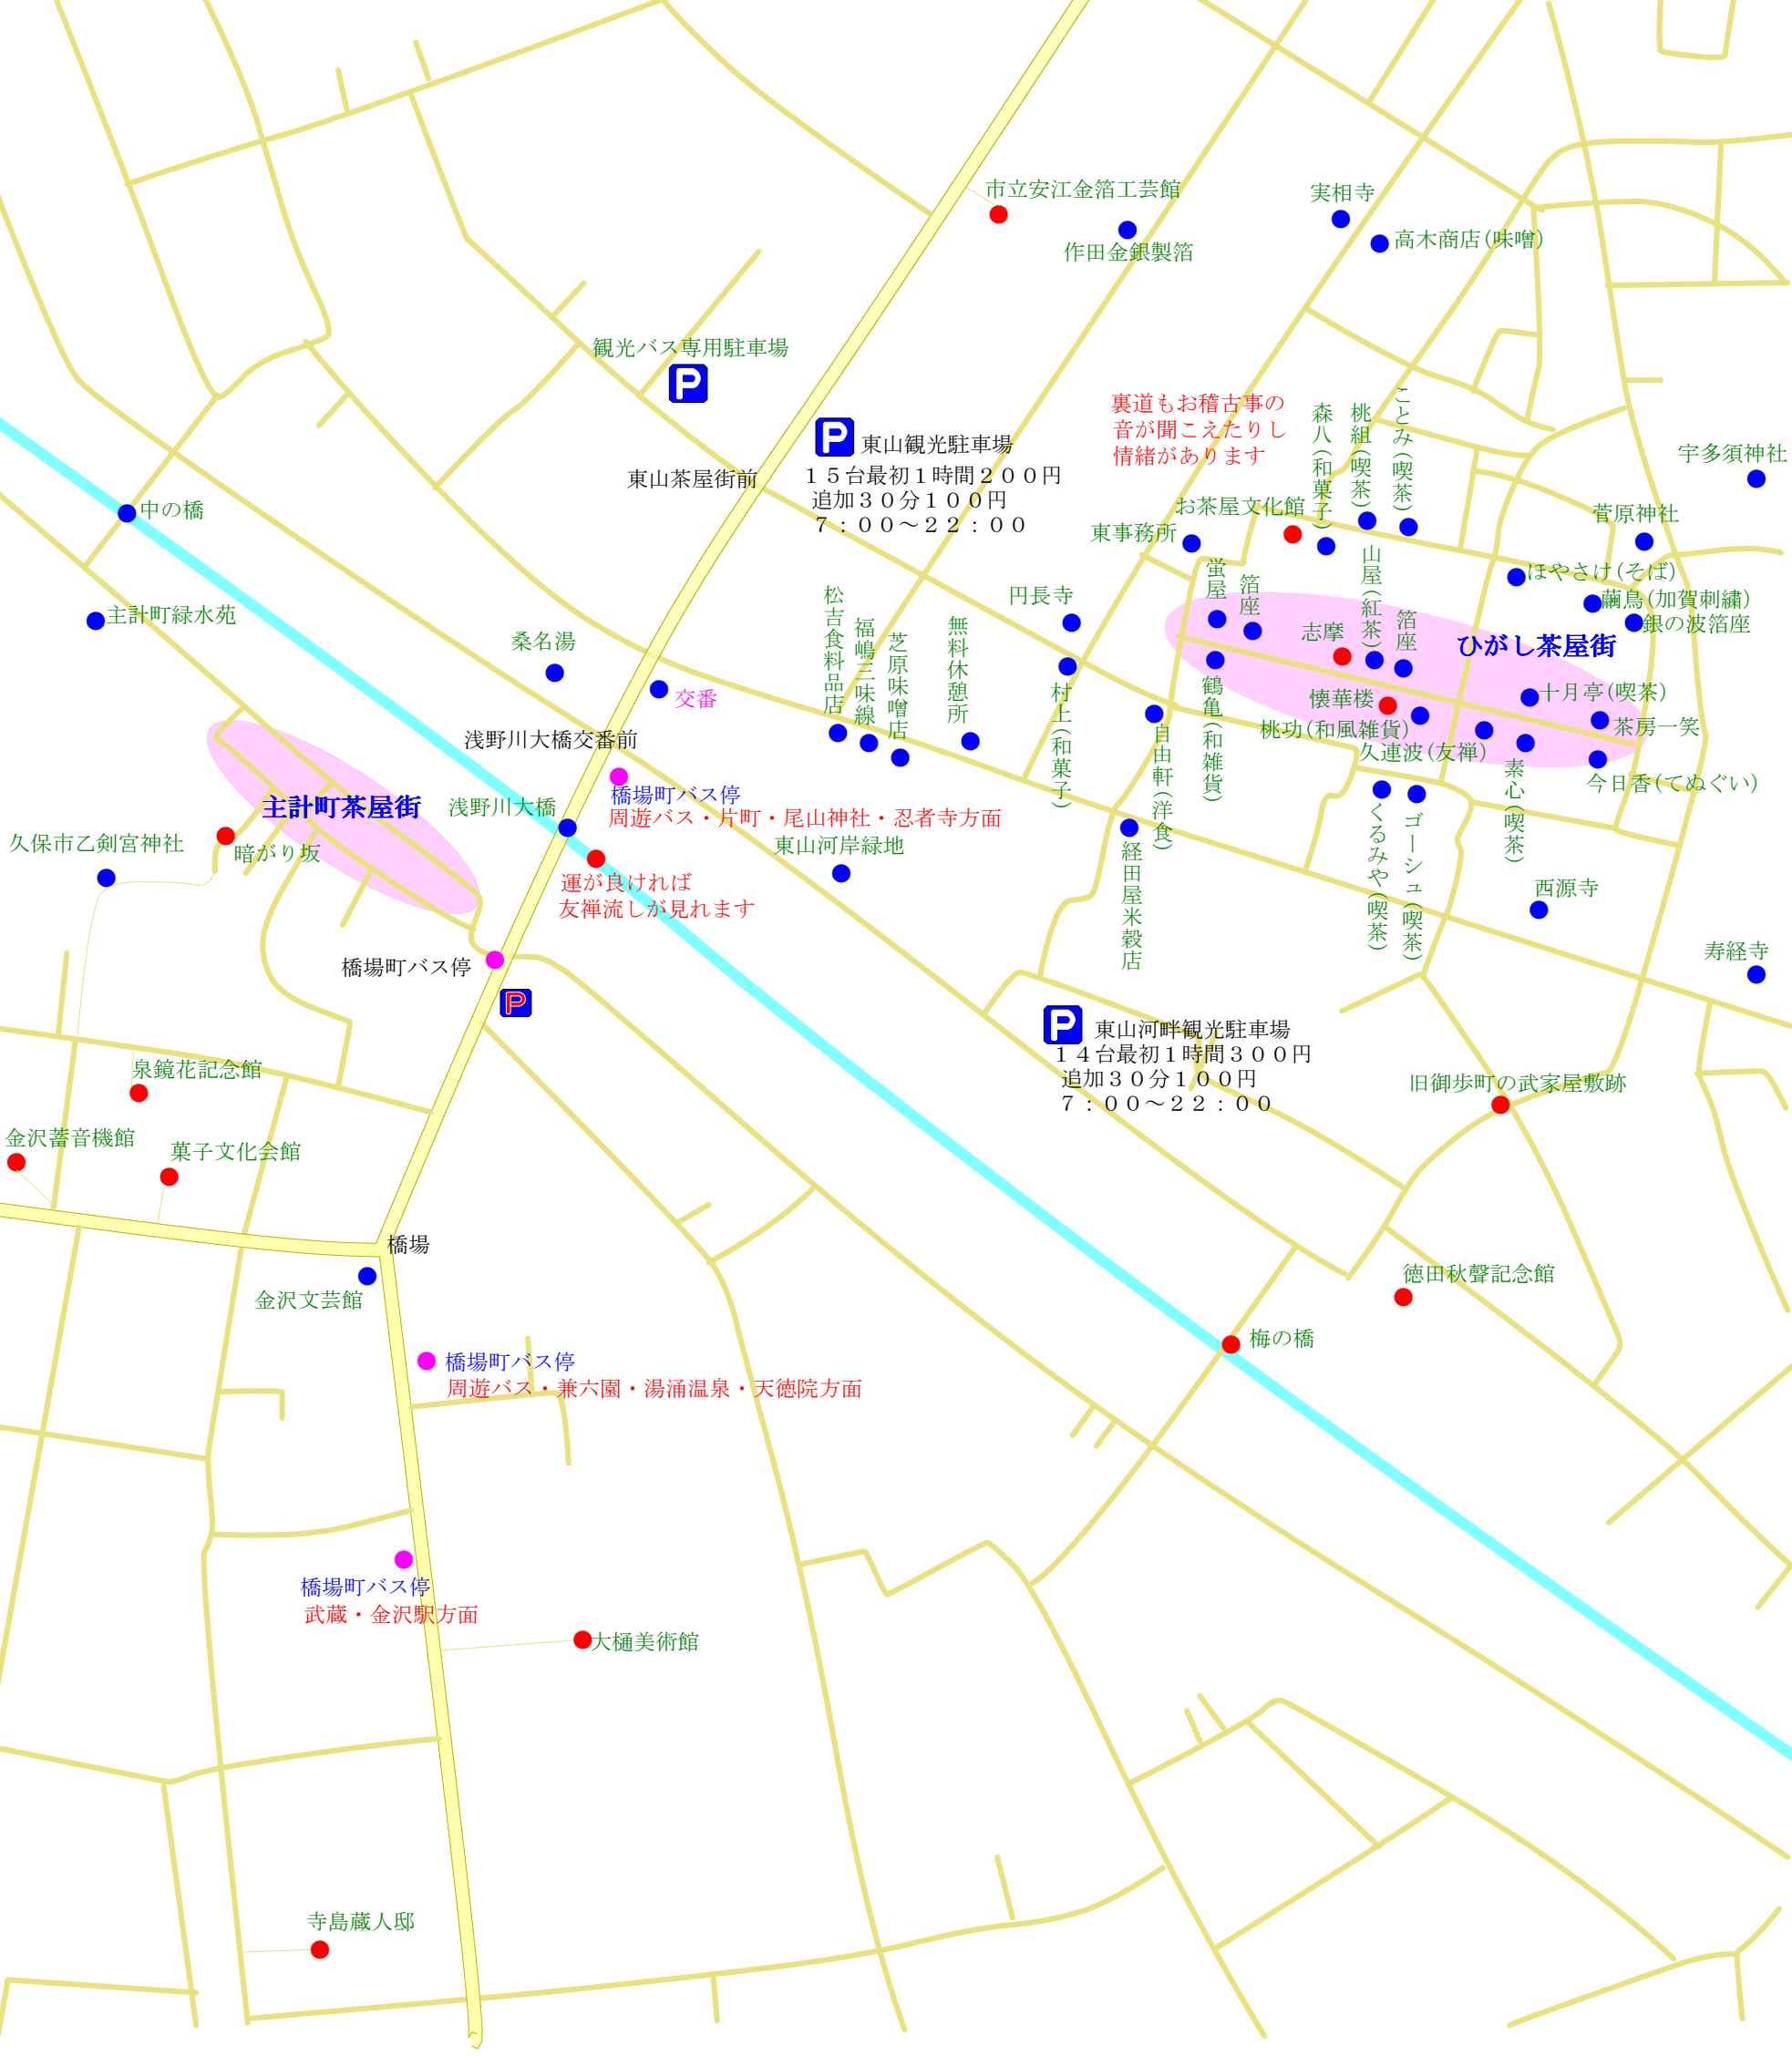 市立安江金箔工芸館
作田金銀製箔
実相寺
高木商店(味噌)
観光バス専用駐車場
P
P
東山観光駐車場
15台最初1時間200円
追加30分100円
7:00~22:00
東山茶屋街前
裏道もお稽古事の
音が聞こえたりし
情緒があります
森八(和菓子)
桃組(喫茶)
ことみ(喫茶)
宇多須神社
菅原神社
お茶屋文化館
東事務所
中の橋
主計町緑水苑
桑名湯
交番
浅野川大橋交番前
松吉食料品店
福嶋三味線
芝原味噌店
無料休憩所
円長寺
村上(和菓子)
蛍屋
箔座
山屋(紅茶)
志摩
箔座
ほやさけ(そば)
繭鳥(加賀刺繍)
銀の波箔座
ひがし茶屋街
懐華楼
十月亭(喫茶)
茶房一笑
桃功(和風雑貨)
久連波(友禅)
鶴亀(和雑貨)
自由軒(洋食)
素心(喫茶)
今日香(てぬぐい)
くるみや(喫茶)
ゴーシュ(喫茶)
経田屋米穀店
西源寺
寿経寺
主計町茶屋街
久保市乙剣宮神社
暗がり坂
浅野川大橋
橋場町バス停
周遊バス・片町・尾山神社・忍者寺方面
東山河岸緑地
運が良ければ
友禅流しが見れます
橋場町バス停
P
P
東山河畔観光駐車場
14台最初1時間300円
追加30分100円
7:00~22:00
旧御歩町の武家屋敷跡
泉鏡花記念館
金沢蓄音機館
菓子文化会館
橋場
金沢文芸館
徳田秋聲記念館
梅の橋
橋場町バス停
周遊バス・兼六園・湯涌温泉・天徳院方面
橋場町バス停
武蔵・金沢駅方面
大樋美術館
寺島蔵人邸